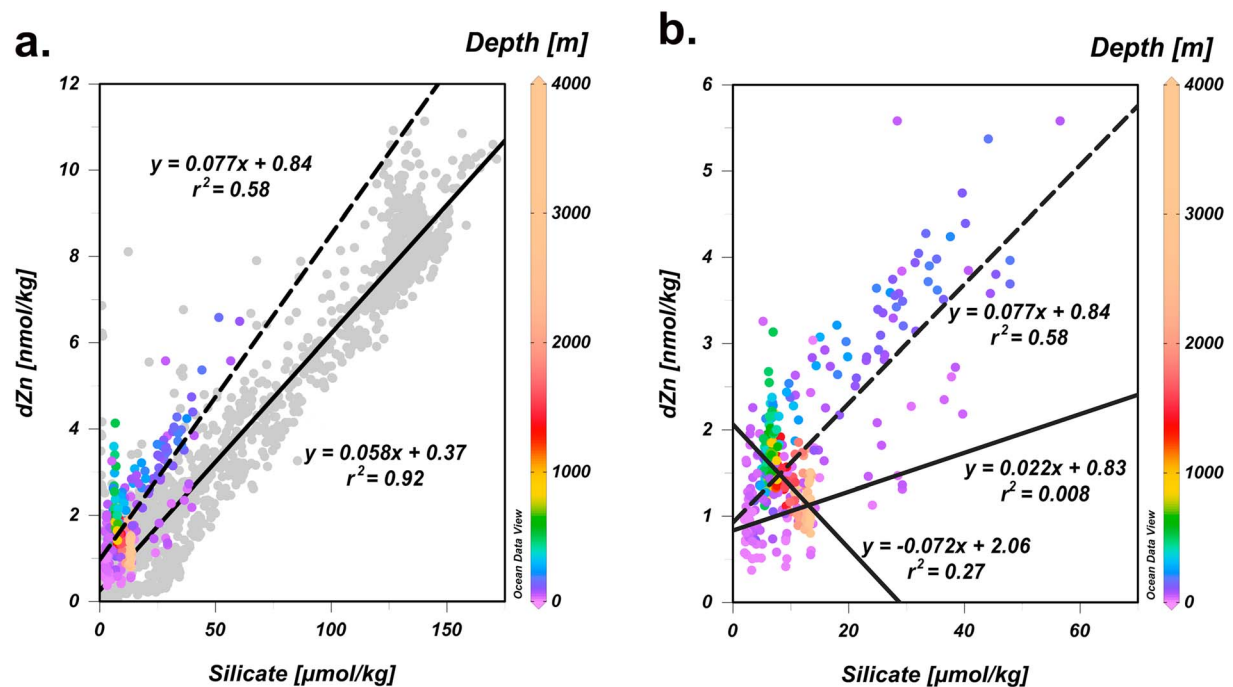 a.
Depth [m]
12
10
8
6
4
2
0
dZn [nmol/kg]
y = 0.077x + 0.84
r² = 0.58
y = 0.058x + 0.37
r² = 0.92
0
50
100
150
Silicate [µmol/kg]
4000
3000
2000
1000
0
Ocean Data View
b.
Depth [m]
6
5
4
3
2
1
0
dZn [nmol/kg]
y = 0.077x + 0.84
r² = 0.58
y = 0.022x + 0.83
r² = 0.008
y = -0.072x + 2.06
r² = 0.27
0
20
40
60
Silicate [µmol/kg]
4000
3000
2000
1000
0
Ocean Data View